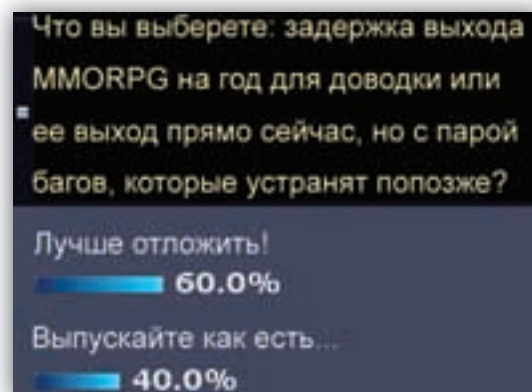 Что вы выберете: задержка выхода
MMORPG на год для доводки или
ее выход прямо сейчас, но с парой
багов, которые устранят попозже?
Лучше отложить!
60.0%
Выпускайте как есть...
40.0%